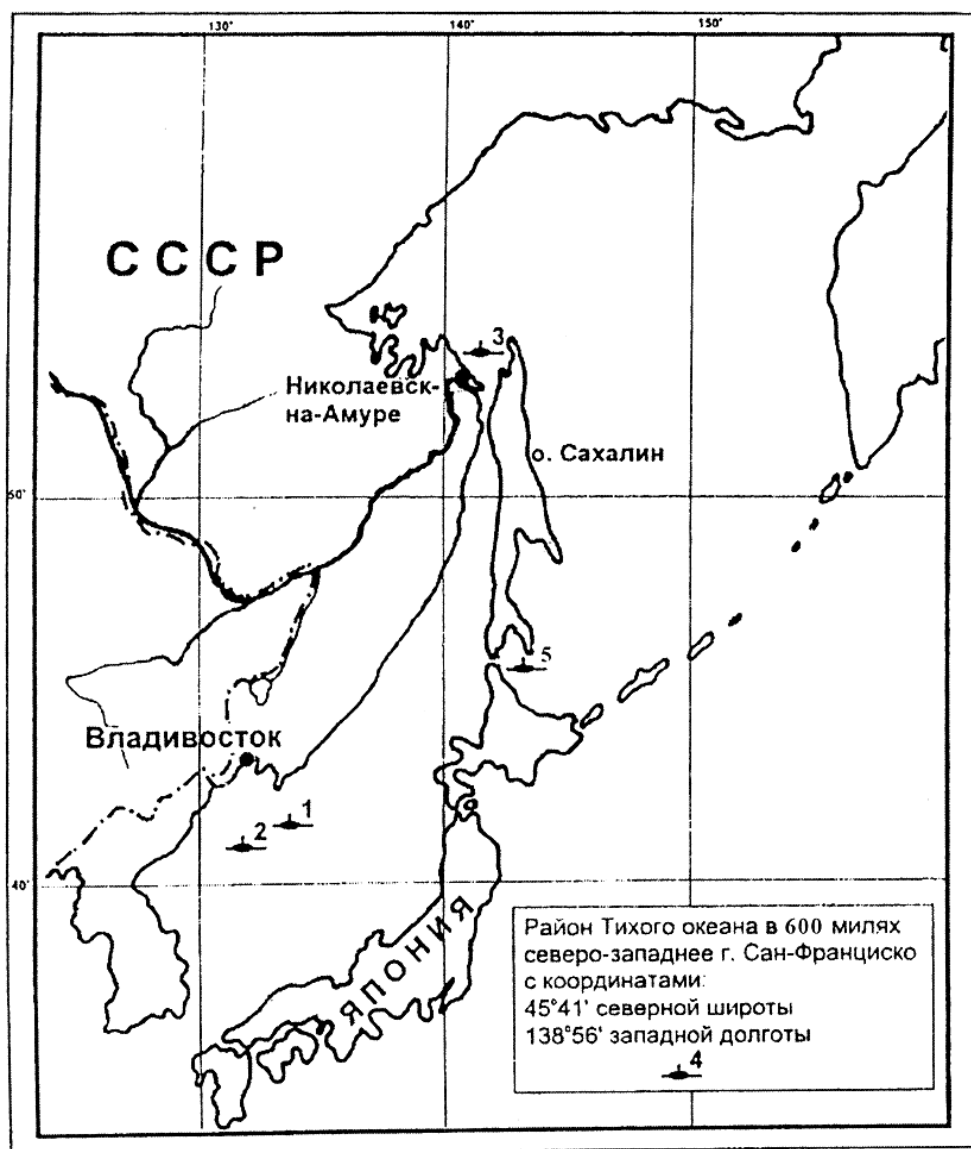 130°
140°
150°
СССР
3
Николаевск-
на-Амуре
о. Сахалин
50°
5
Владивосток
1
2
40°
ЯПОНИЯ
Район Тихого океана в 600 милях
северо-западнее г. Сан-Франциско
с координатами:
45°41' северной широты
138°56' западной долготы
4